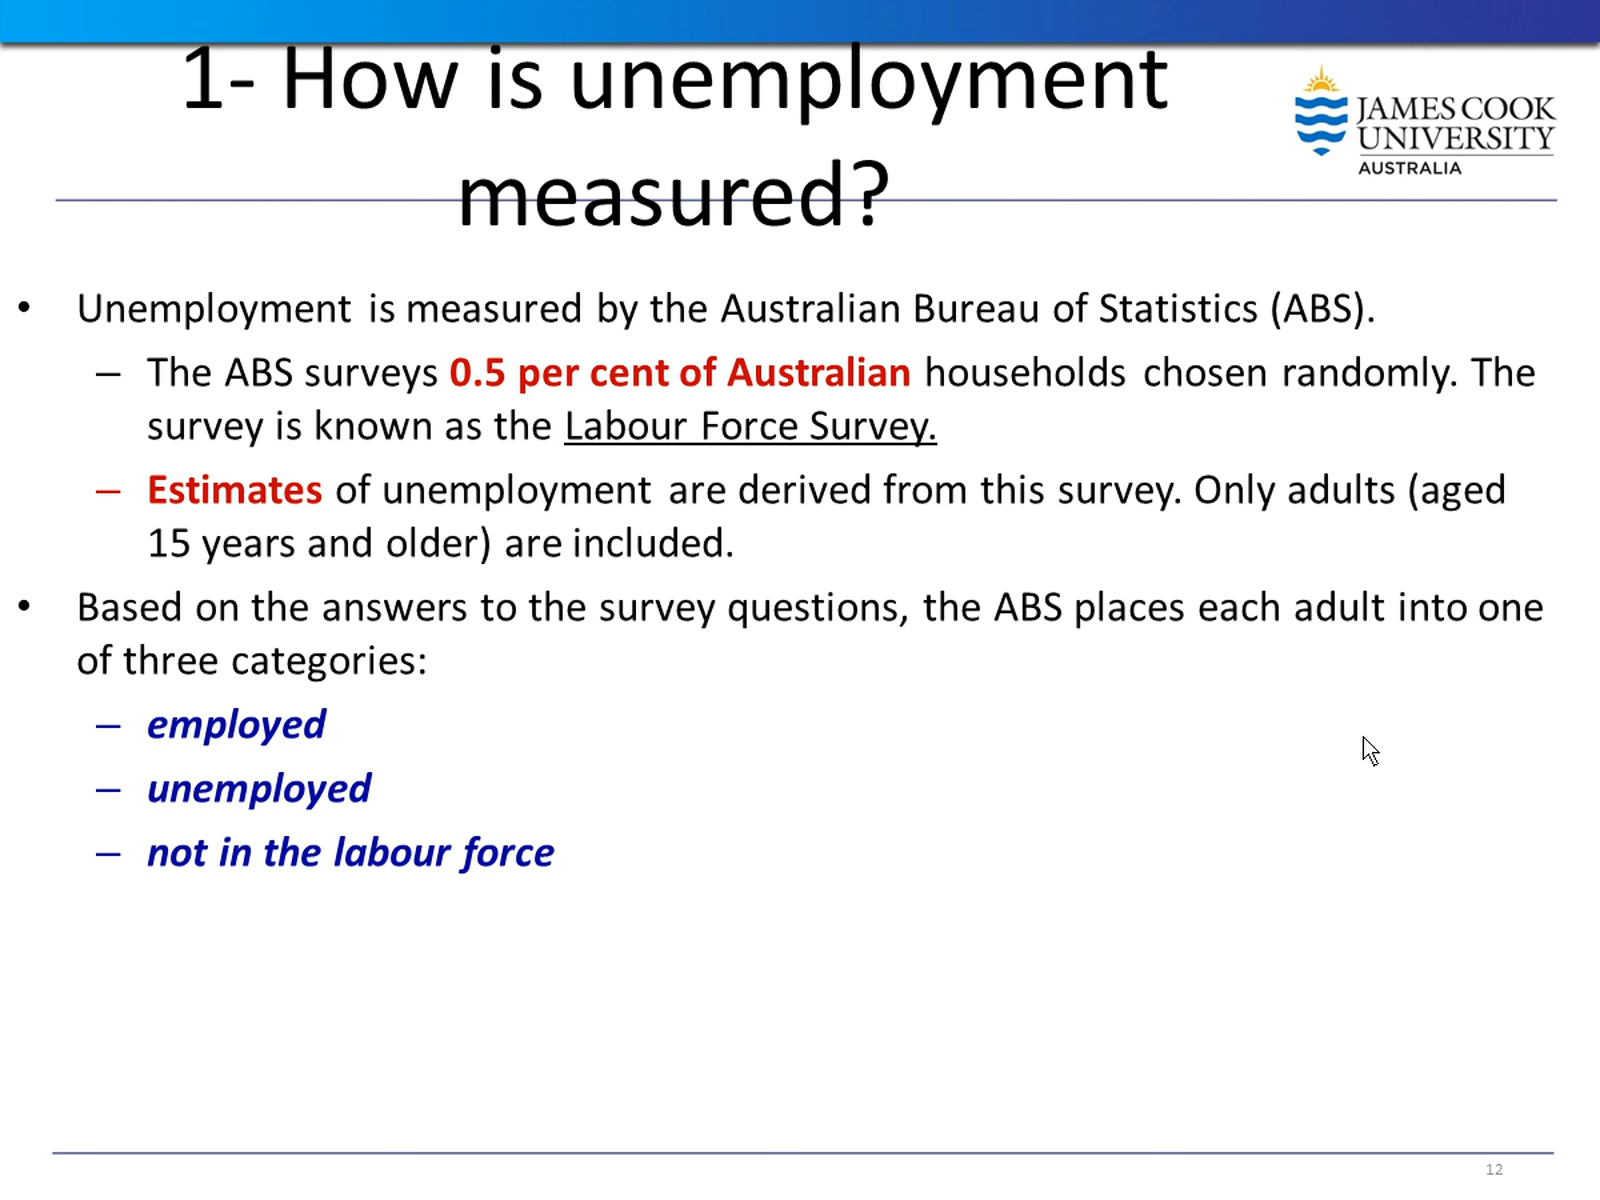 1- How is unemployment
measured?
JAMES COOK
UNIVERSITY
AUSTRALIA
• Unemployment is measured by the Australian Bureau of Statistics (ABS).
– The ABS surveys 0.5 per cent of Australian households chosen randomly. The
survey is known as the Labour Force Survey.
– Estimates of unemployment are derived from this survey. Only adults (aged
15 years and older) are included.
• Based on the answers to the survey questions, the ABS places each adult into one
of three categories:
– employed
– unemployed
– not in the labour force
12